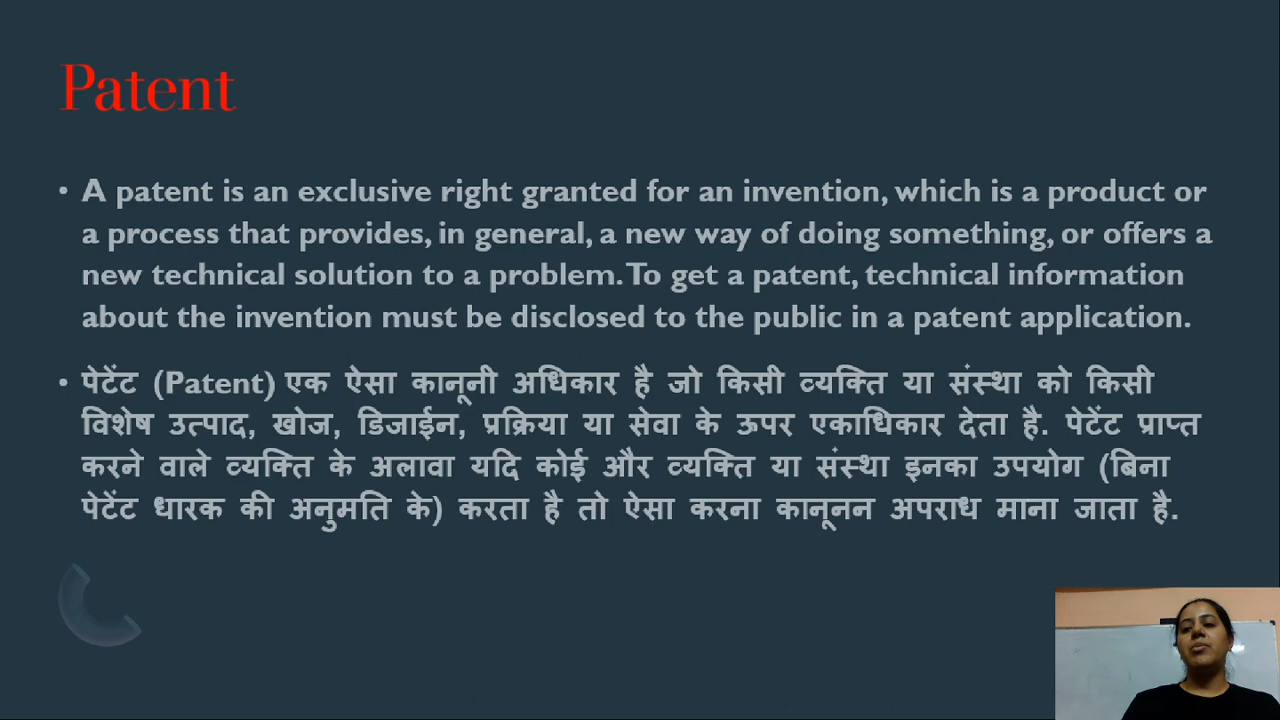 Patent
• A patent is an exclusive right granted for an invention, which is a product or
a process that provides, in general, a new way of doing something, or offers a
new technical solution to a problem. To get a patent, technical information
about the invention must be disclosed to the public in a patent application.
• पेटेंट (Patent) एक ऐसा कानूनी अधिकार है जो किसी व्यक्ति या संस्था को किसी
विशेष उत्पाद, खोज, डिजाईन, प्रक्रिया या सेवा के ऊपर एकाधिकार देता है. पेटेंट प्राप्त
करने वाले व्यक्ति के अलावा यदि कोई और व्यक्ति या संस्था इनका उपयोग (बिना
पेटेंट धारक की अनुमति के) करता है तो ऐसा करना कानूनन अपराध माना जाता है.